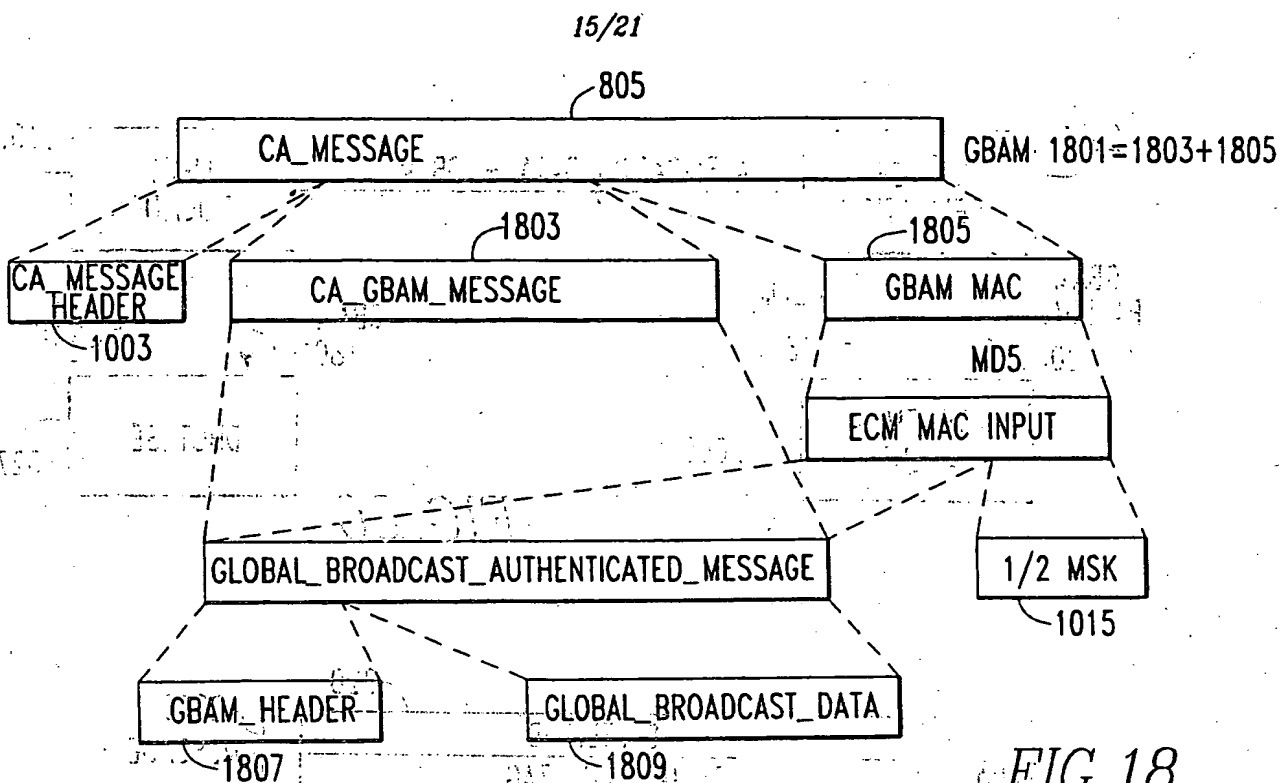 15/21
805
CA_MESSAGE
GBAM 1801=1803+1805
1803
1805
CA_MESSAGE
HEADER
CA_GBAM_MESSAGE
GBAM MAC
1003
MD5
ECM MAC INPUT
GLOBAL_BROADCAST_AUTHENTICATED_MESSAGE
1/2 MSK
1015
GBAM_HEADER
GLOBAL_BROADCAST_DATA
1807
1809
FIG.18